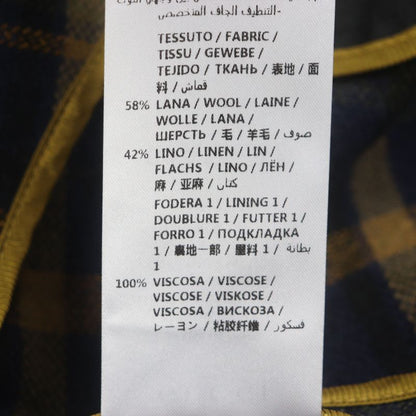 التنظيف الجاف المتخصص-
TESSUTO / FABRIC /
TISSU / GEWEBE /
TEJIDO / ТКАНЬ / 表地 / 面
料 / قماش
58% LANA / WOOL / LAINE /
WOLLE / LANA /
ШЕРСТЬ / 毛 / 羊毛 / صوف
42% LINO / LINEN / LIN /
FLACHS / LINO / ЛЁН /
麻 / 亚麻 / كتان
FODERA 1 / LINING 1 /
DOUBLURE 1 / FUTTER 1 /
FORRO 1 / ПОДКЛАДКА
1 / 裏地一部 / 里料 1 / بطانة
1
100% VISCOSA / VISCOSE /
VISCOSE / VISKOSE /
VISCOSA / ВИСКОЗА /
レーヨン / 粘胶纤维 / فسكوز